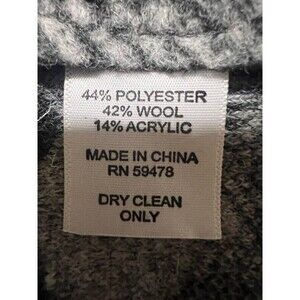 44% POLYESTER
42% WOOL
14% ACRYLIC
MADE IN CHINA
RN 59478
DRY CLEAN
ONLY